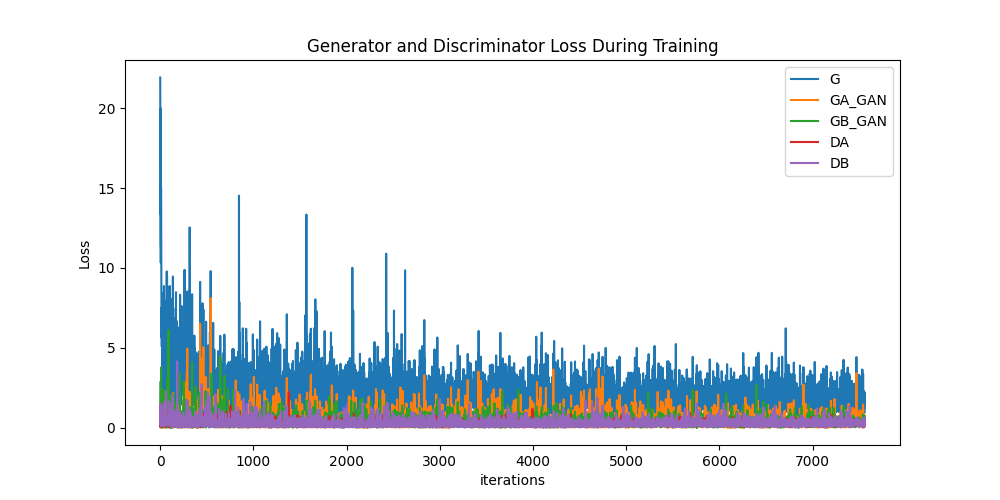 Generator and Discriminator Loss During Training
G
GA_GAN
GB_GAN
DA
DB
Loss
20
15
10
5
0
0 1000 2000 3000 4000 5000 6000 7000
iterations